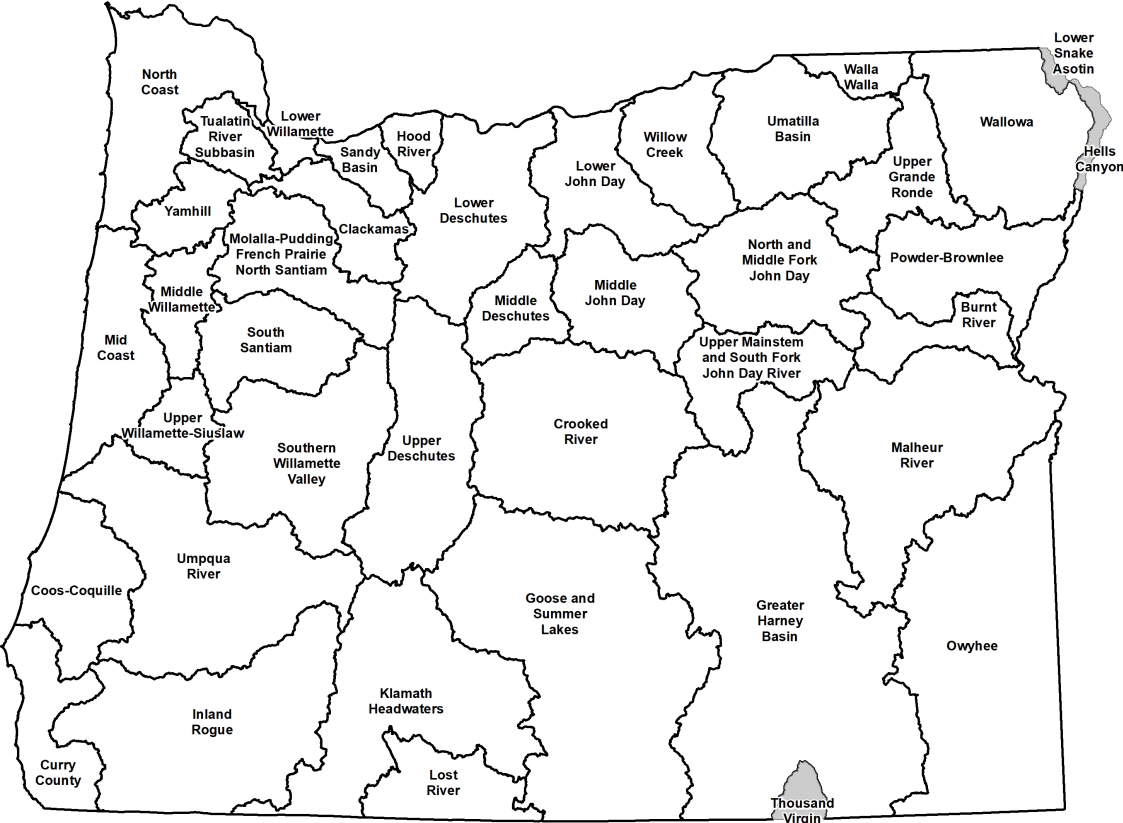 Lower
Snake
Asotin
North
Coast
Walla
Walla
Tualatin
River
Subbasin
Lower
Willamette
Hood
River
Sandy
Basin
Willow
Creek
Umatilla
Basin
Wallowa
Hells
Canyon
Lower
John Day
Upper
Grande
Ronde
Yamhill
Lower
Deschutes
Clackamas
Molalla-Pudding
French Prairie
North Santiam
North and
Middle Fork
John Day
Powder-Brownlee
Middle
Willamette
Middle
Deschutes
Middle
John Day
Burnt
River
Mid
Coast
South
Santiam
Upper Mainstem
and South Fork
John Day River
Upper
Willamette-Siuslaw
Southern
Willamette
Valley
Upper
Deschutes
Crooked
River
Malheur
River
Umpqua
River
Coos-Coquille
Goose and
Summer
Lakes
Greater
Harney
Basin
Owyhee
Inland
Rogue
Klamath
Headwaters
Curry
County
Lost
River
Thousand
Virgin